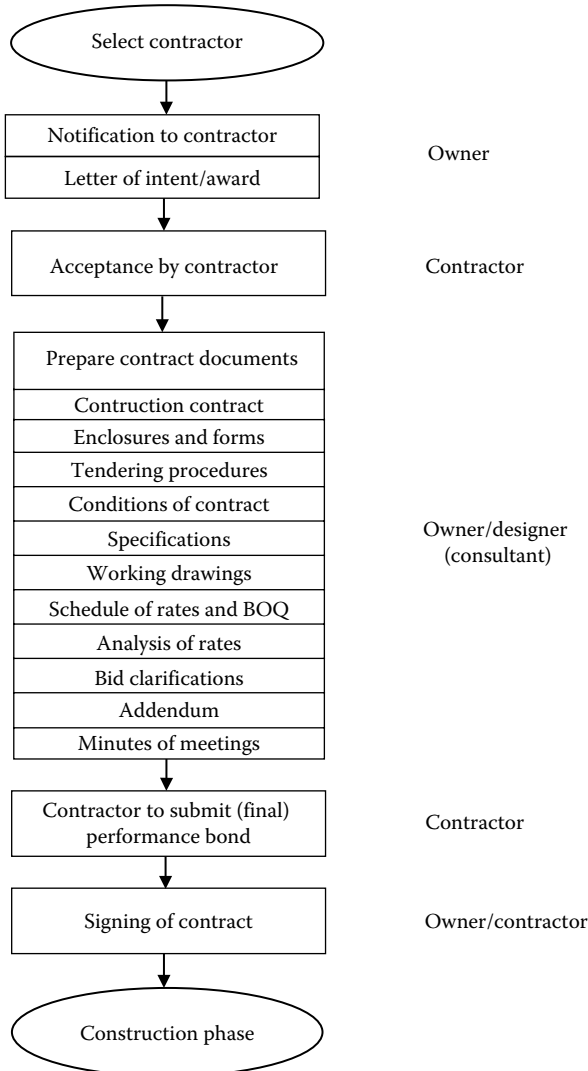 Select contractor
Notification to contractor
Owner
Letter of intent/award
Acceptance by contractor
Contractor
Prepare contract documents
Contruction contract
Enclosures and forms
Tendering procedures
Conditions of contract
Specifications
Owner/designer
(consultant)
Working drawings
Schedule of rates and BOQ
Analysis of rates
Bid clarifications
Addendum
Minutes of meetings
Contractor to submit (final)
performance bond
Contractor
Signing of contract
Owner/contractor
Construction phase